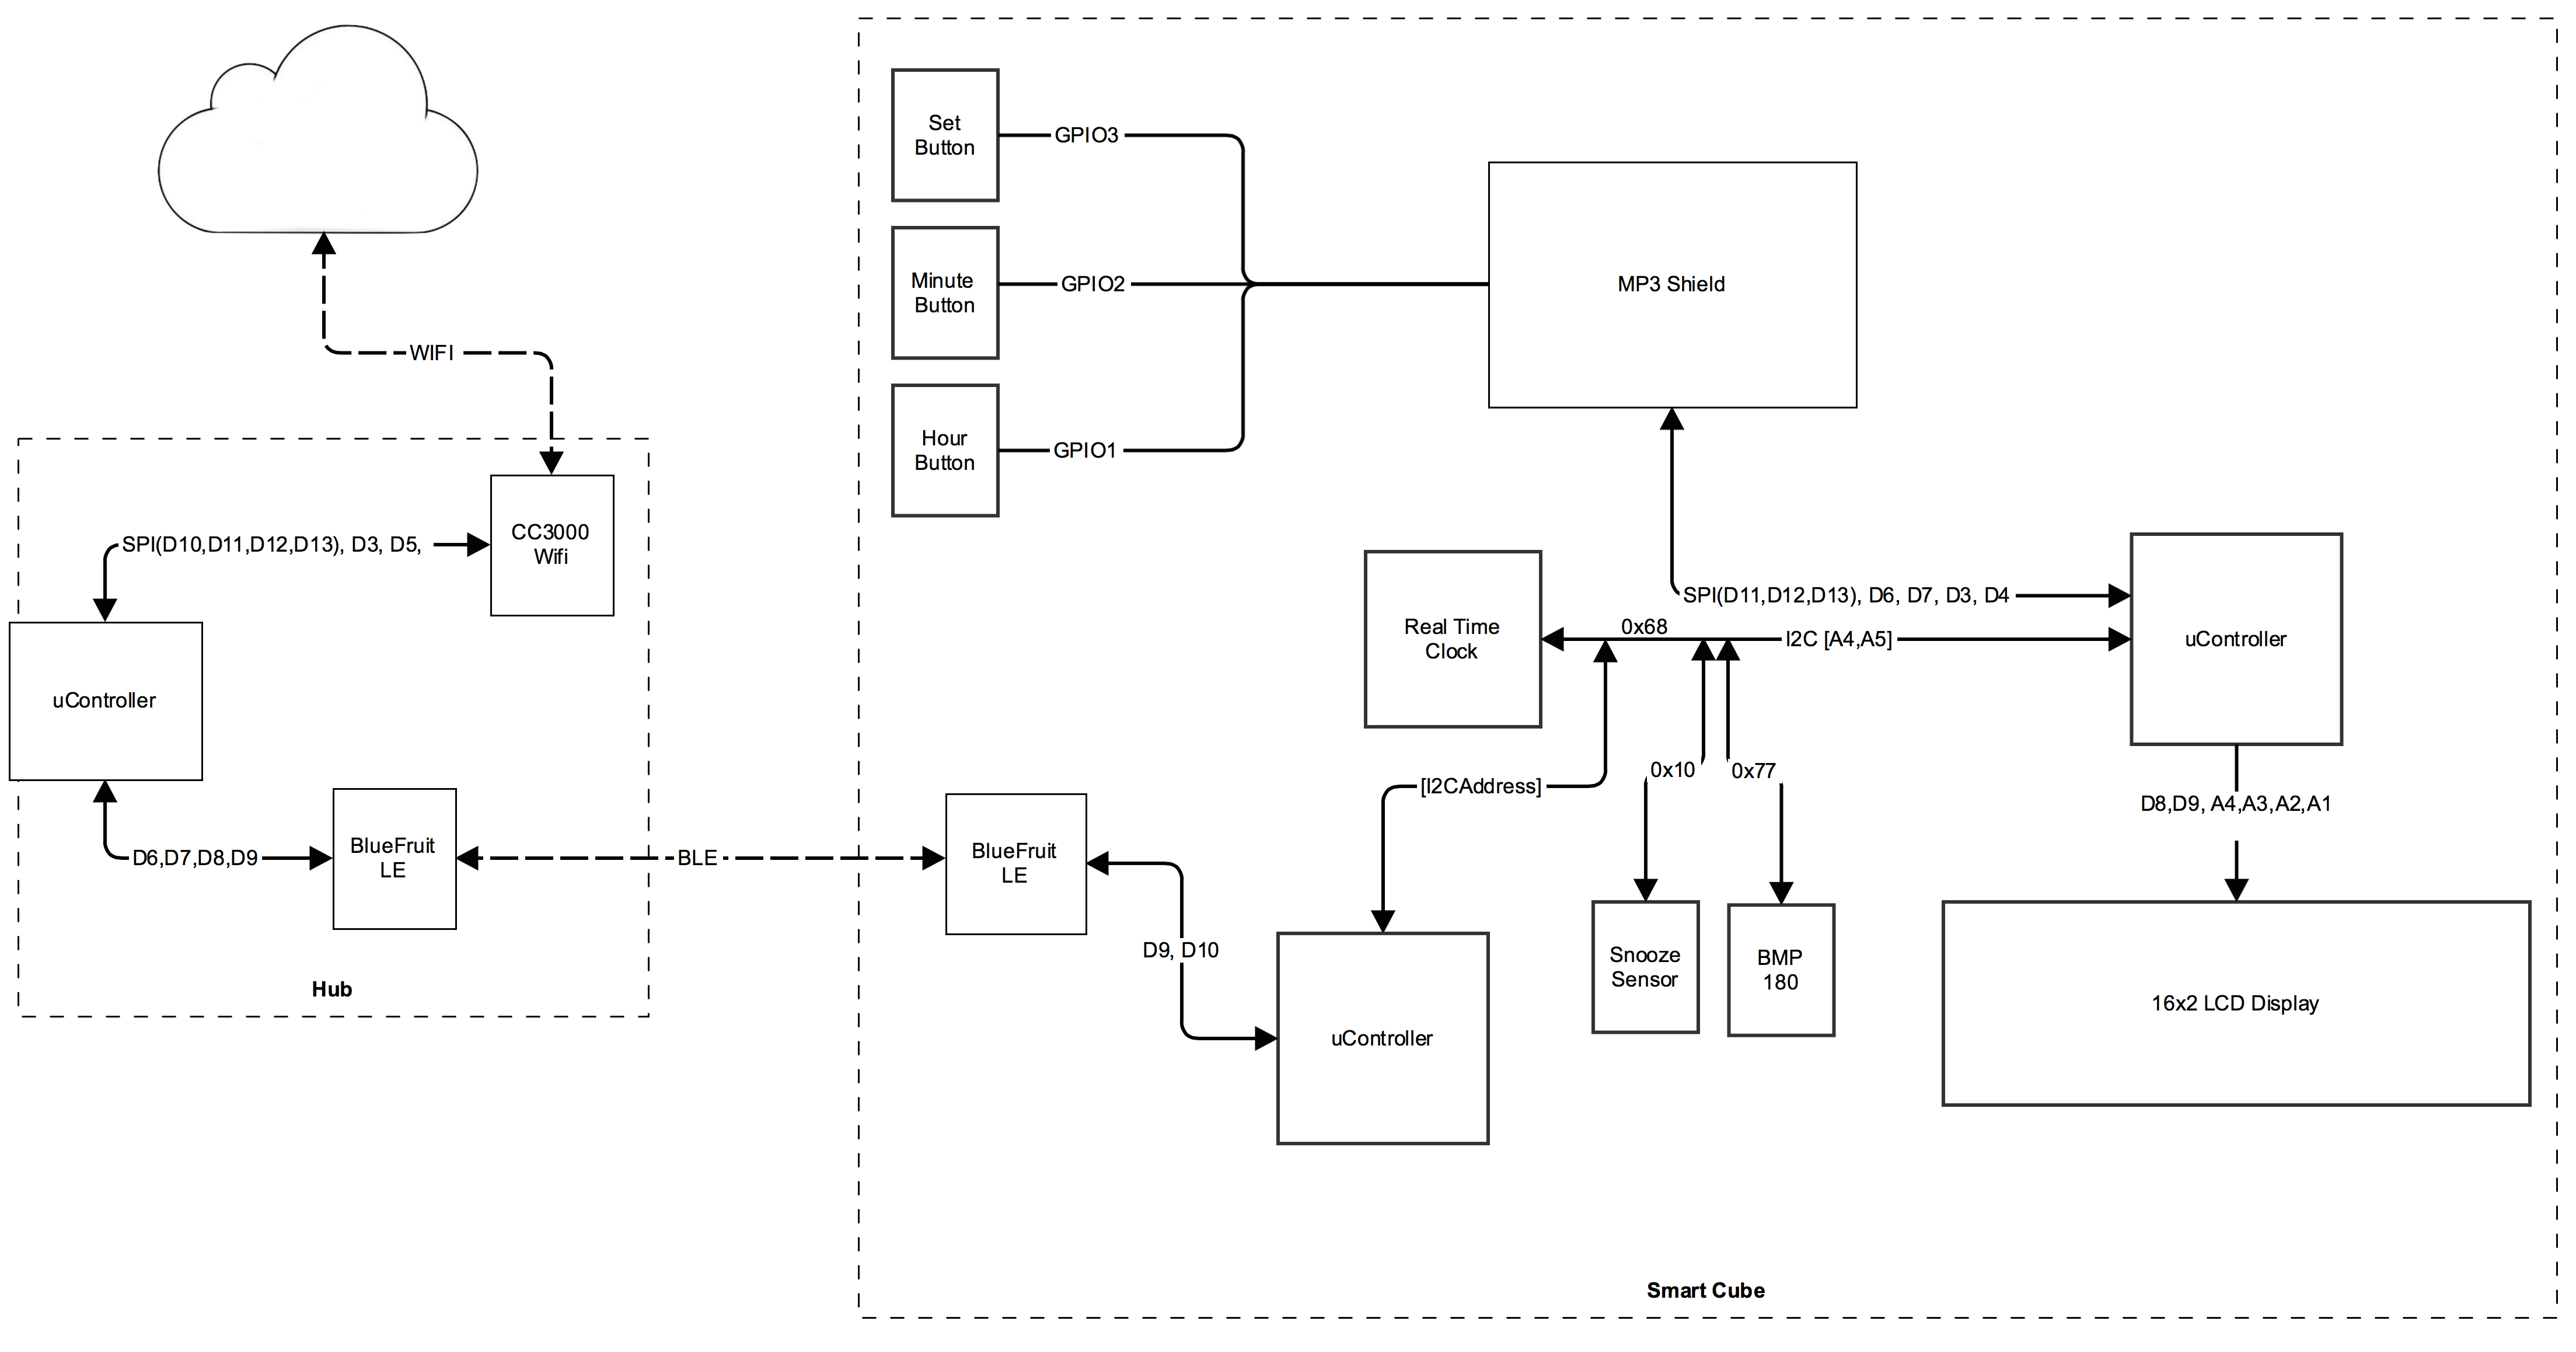 WIFI
SPI(D10,D11,D12,D13), D3, D5,
CC3000
Wifi
uController
D6,D7,D8,D9
BlueFruit
LE
Hub
BLE
Set
Button
GPIO3
Minute
Button
GPIO2
Hour
Button
GPIO1
MP3 Shield
SPI(D11,D12,D13), D6, D7, D3, D4
Real Time
Clock
0x68
I2C [A4,A5]
uController
[I2CAddress]
0x10
0x77
D8,D9, A4,A3,A2,A1
BlueFruit
LE
D9, D10
uController
Snooze
Sensor
BMP
180
16x2 LCD Display
Smart Cube